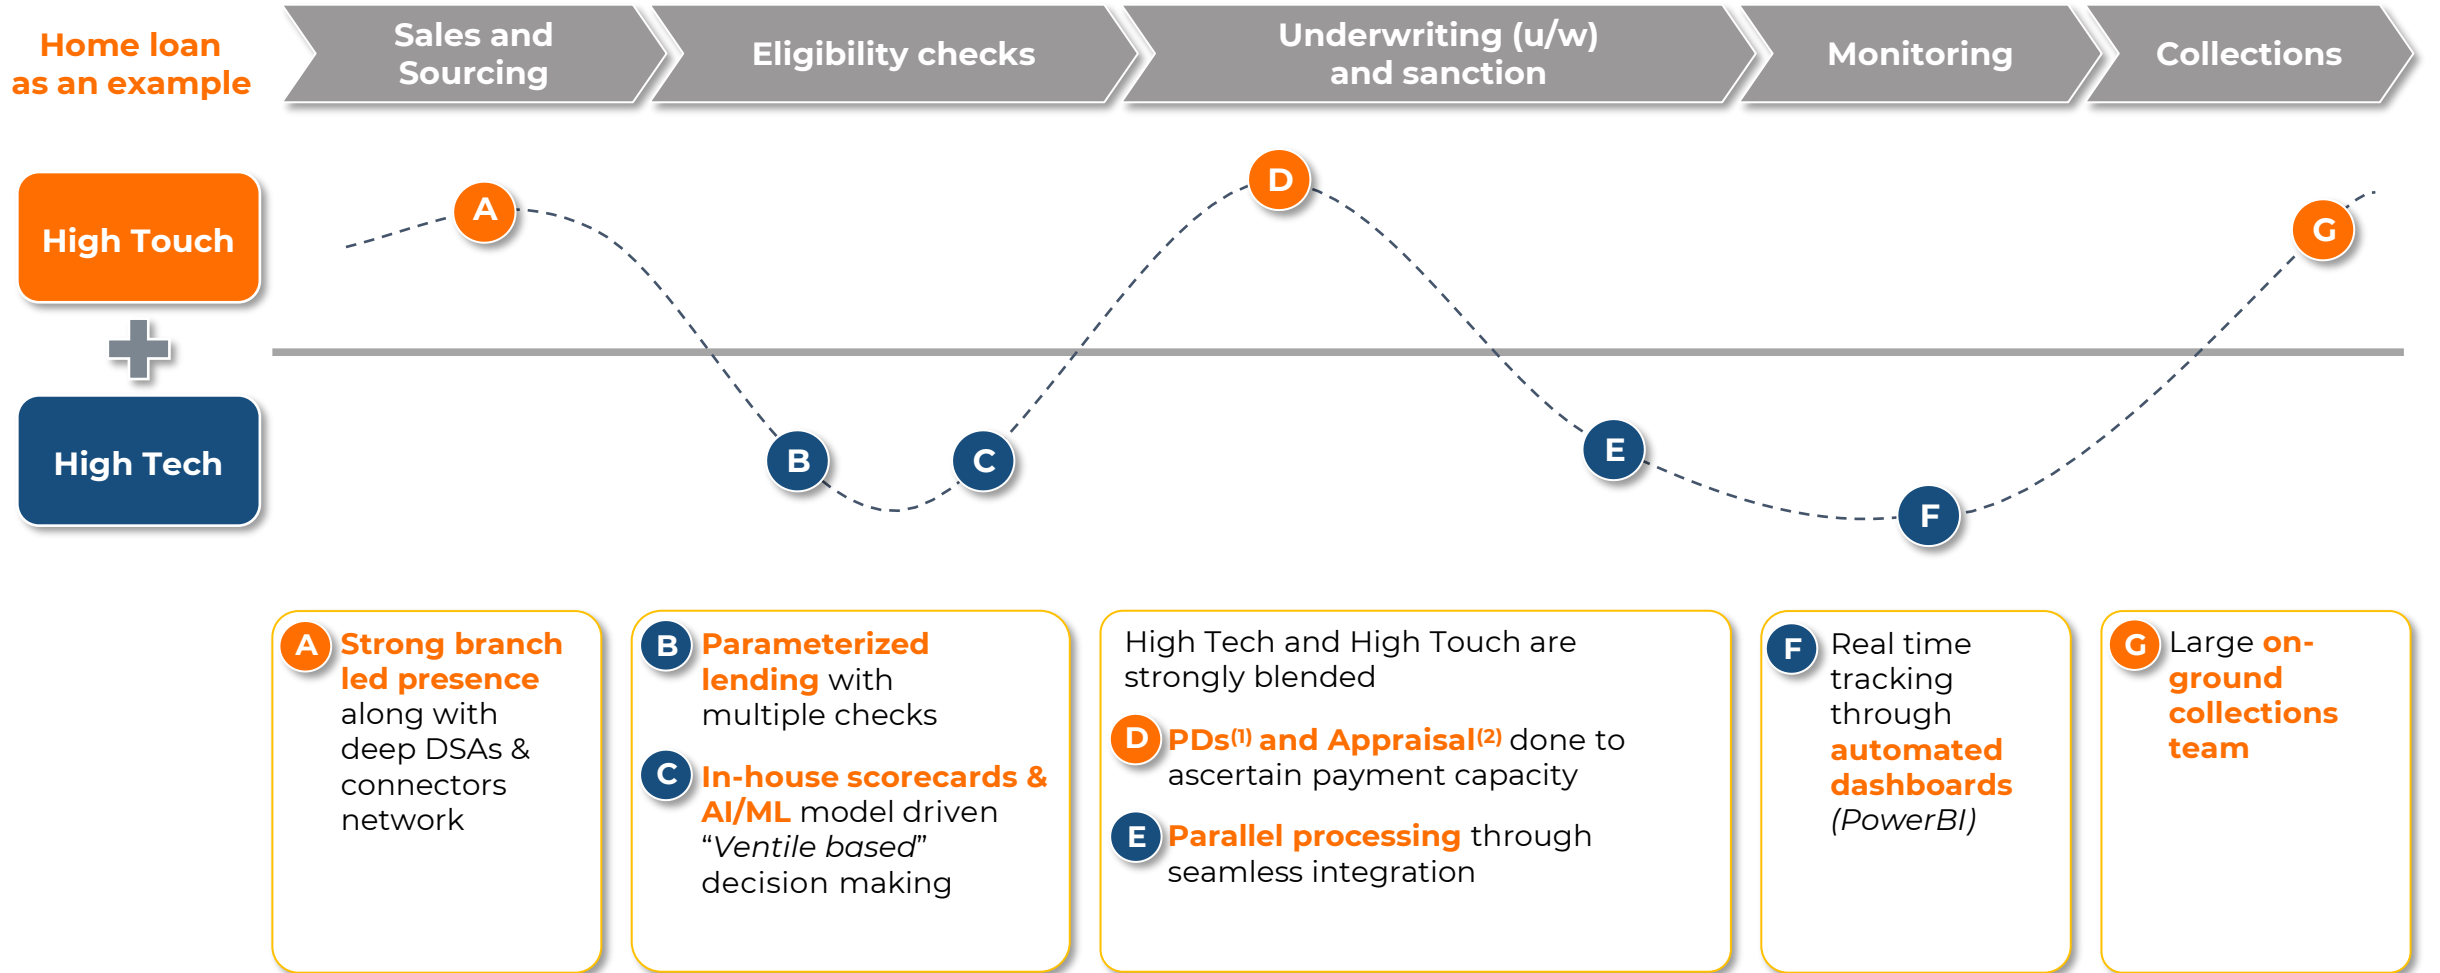 Home loan
as an example
Sales and
Sourcing
Eligibility checks
Underwriting (u/w)
and sanction
Monitoring
Collections
High Touch
High Tech
A
B
C
D
E
F
G
A
Strong branch
led presence
along with
deep DSAs &
connectors
network
B
Parameterized
lending with
multiple checks
C
In-house scorecards &
AI/ML model driven
“Ventile based”
decision making
High Tech and High Touch are
strongly blended
D
PDs(1) and Appraisal(2) done to
ascertain payment capacity
E
Parallel processing through
seamless integration
F
Real time
tracking
through
automated
dashboards
(PowerBI)
G
Large on-
ground
collections
team